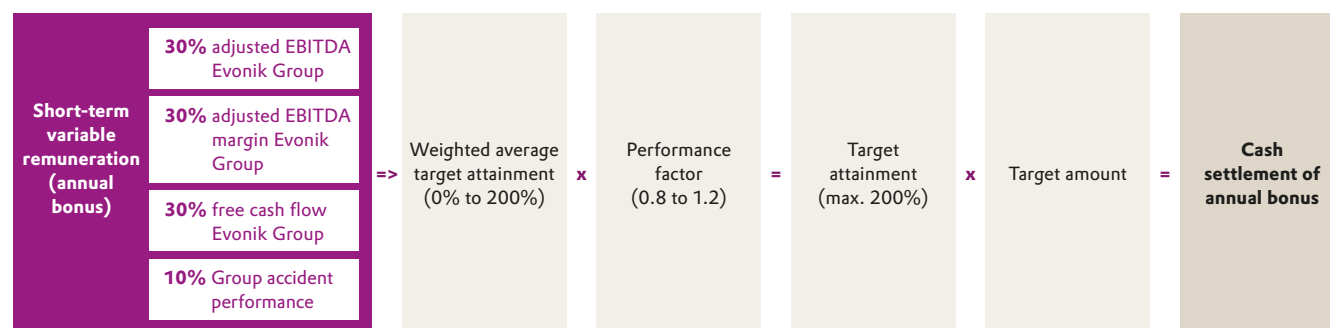 Short-term
variable
remuneration
(annual
bonus)
30% adjusted EBITDA
Evonik Group
30% adjusted EBITDA
margin Evonik
Group
30% free cash flow
Evonik Group
10% Group accident
performance
=>
Weighted average
target attainment
(0% to 200%)
x
Performance
factor
(0.8 to 1.2)
=
Target
attainment
(max. 200%)
x
Target amount
=
Cash
settlement of
annual bonus